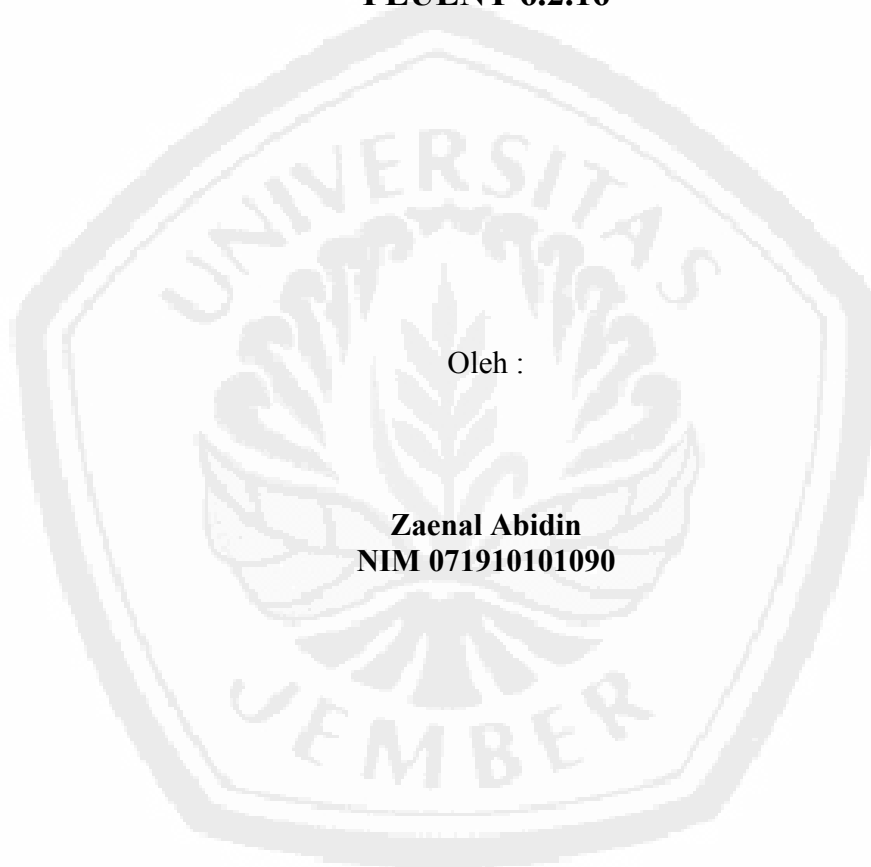 FLUENT 6.2.16
UNIVERSITAS
Oleh :
Zaenal Abidin
NIM 071910101090
JEMBER